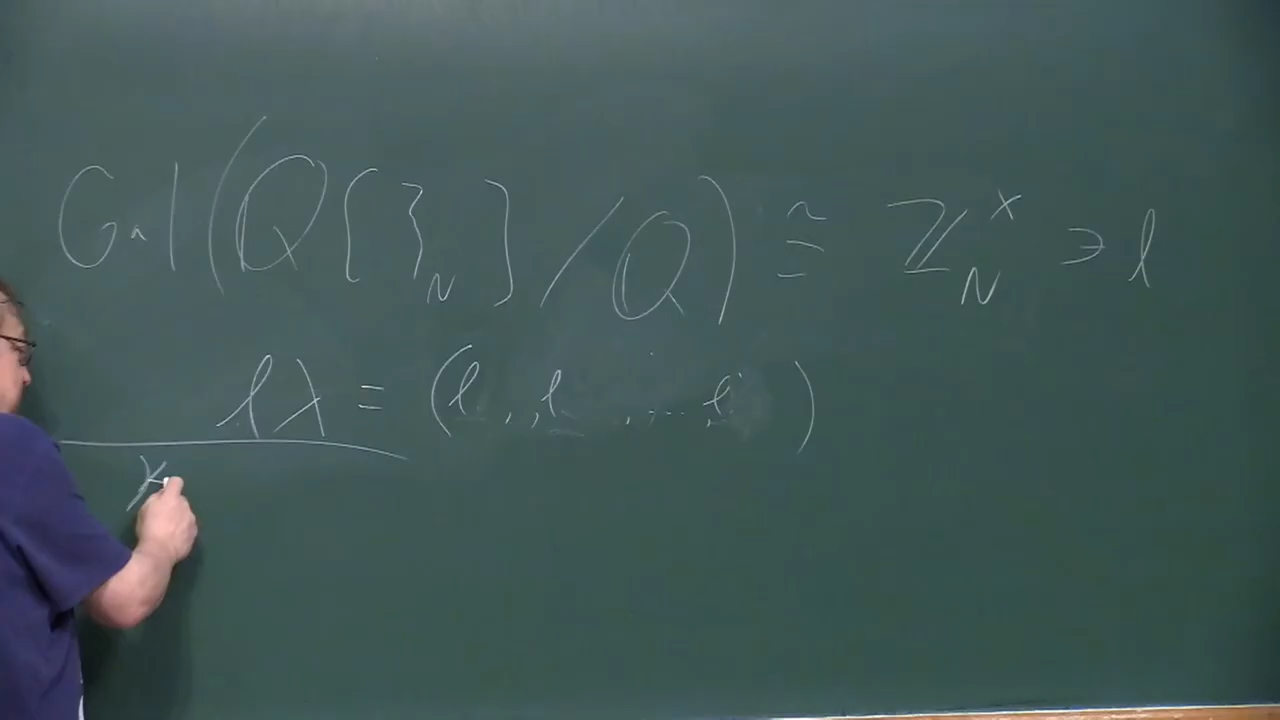 Gal(Q[ζ_N]/Q) ≅ ℤ_N^× ∋ l
lλ = (l , , l , ... l )